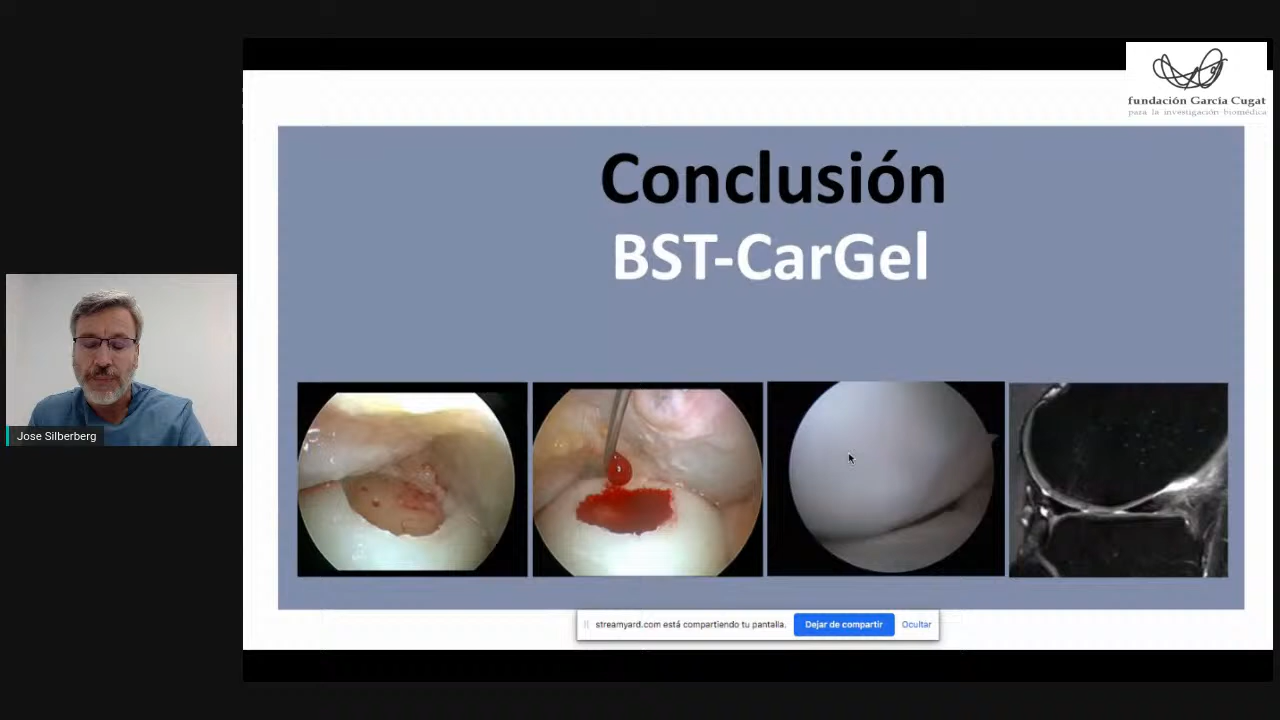 fundación García Cugat
para la investigación biomédica
Conclusión
BST-CarGel
Jose Silberberg
streamyard.com está compartiendo tu pantalla.
Dejar de compartir
Ocultar